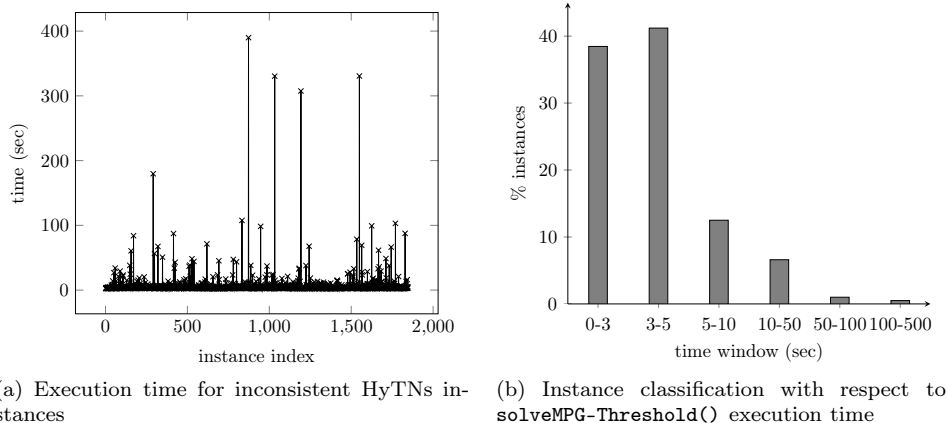 400
300
200
100
0
time (sec)
0 500 1,000 1,500 2,000
instance index
(a) Execution time for inconsistent HyTNs in-
stances
40
30
20
10
0
% instances
0-3 3-5 5-10 10-50 50-100 100-500
time window (sec)
(b) Instance classification with respect to
solveMPG-Threshold() execution time